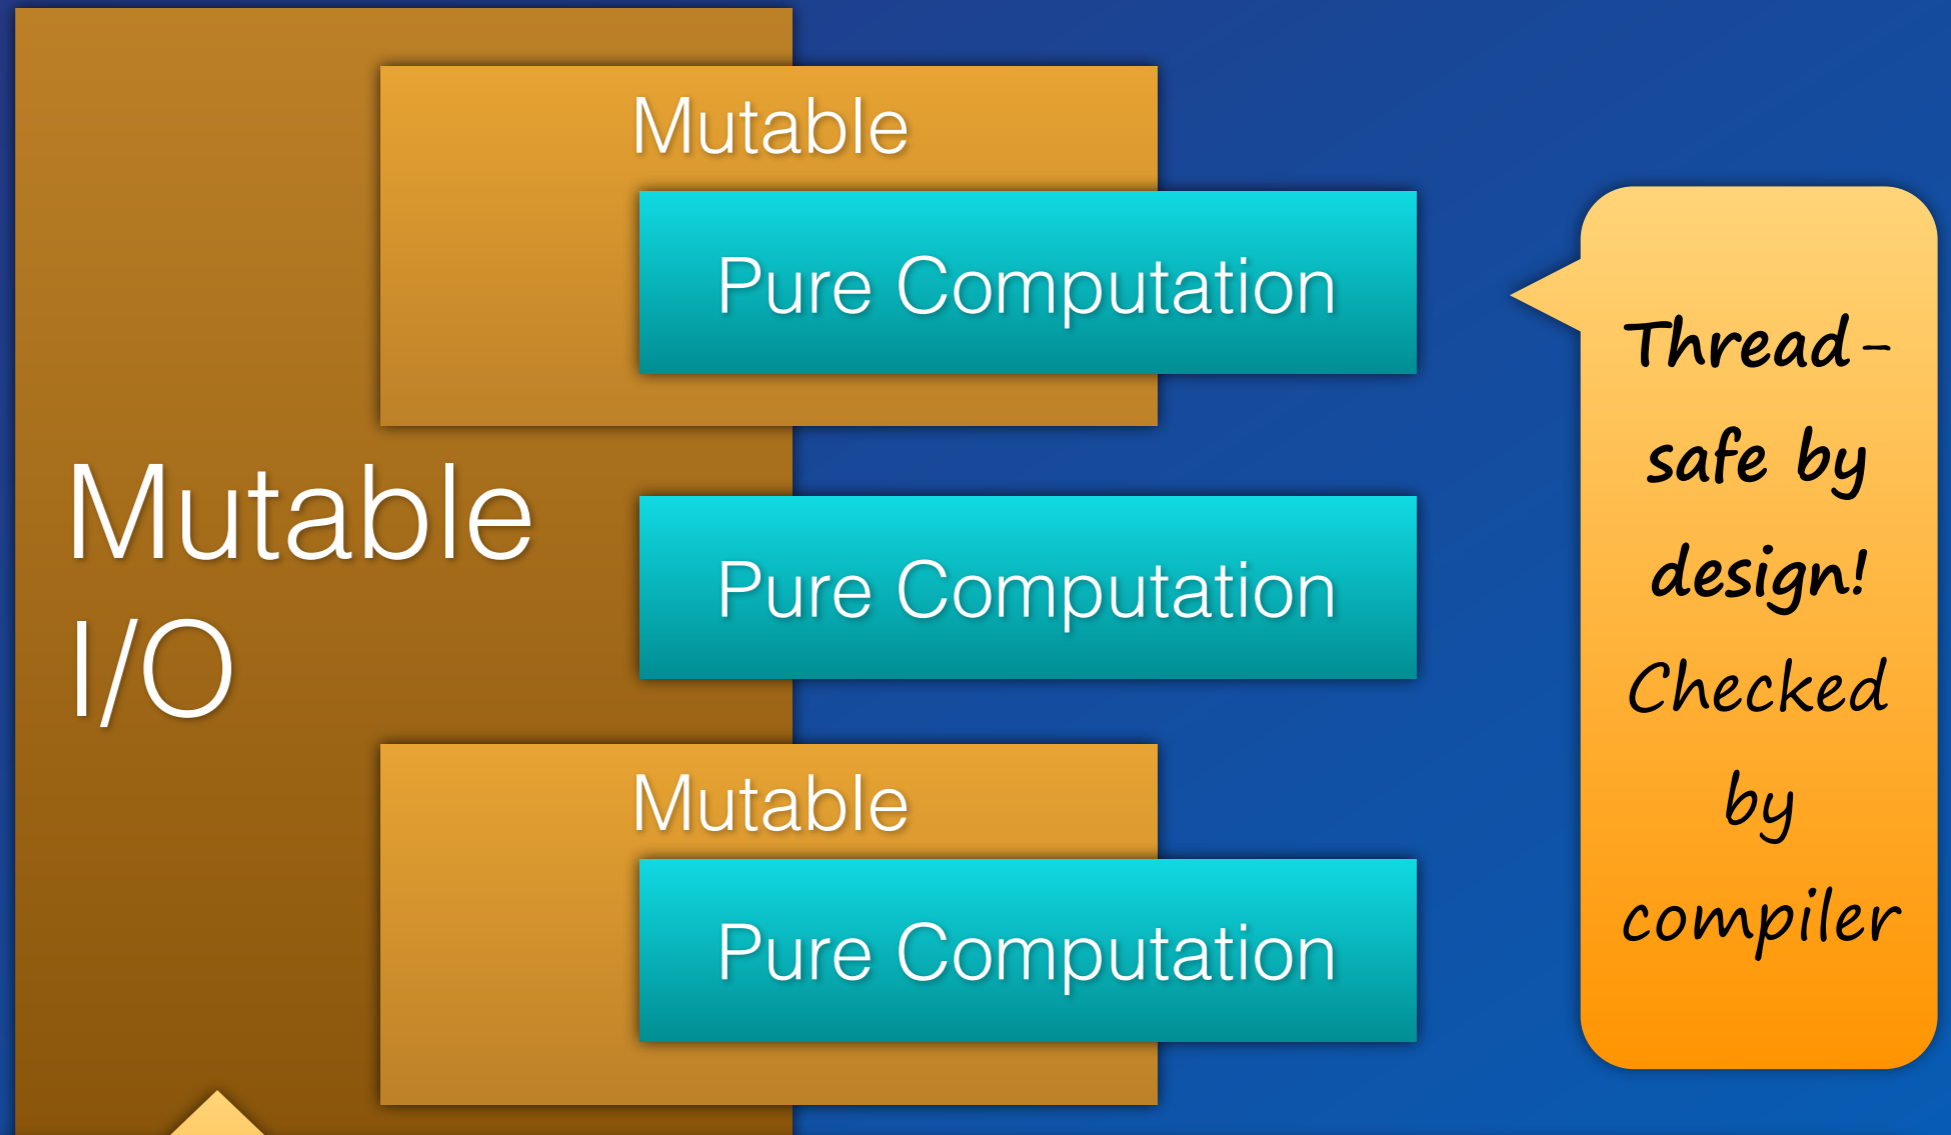 Mutable
Pure Computation
Mutable
I/O
Pure Computation
Mutable
Pure Computation
Thread-
safe by
design!
Checked
by
compiler